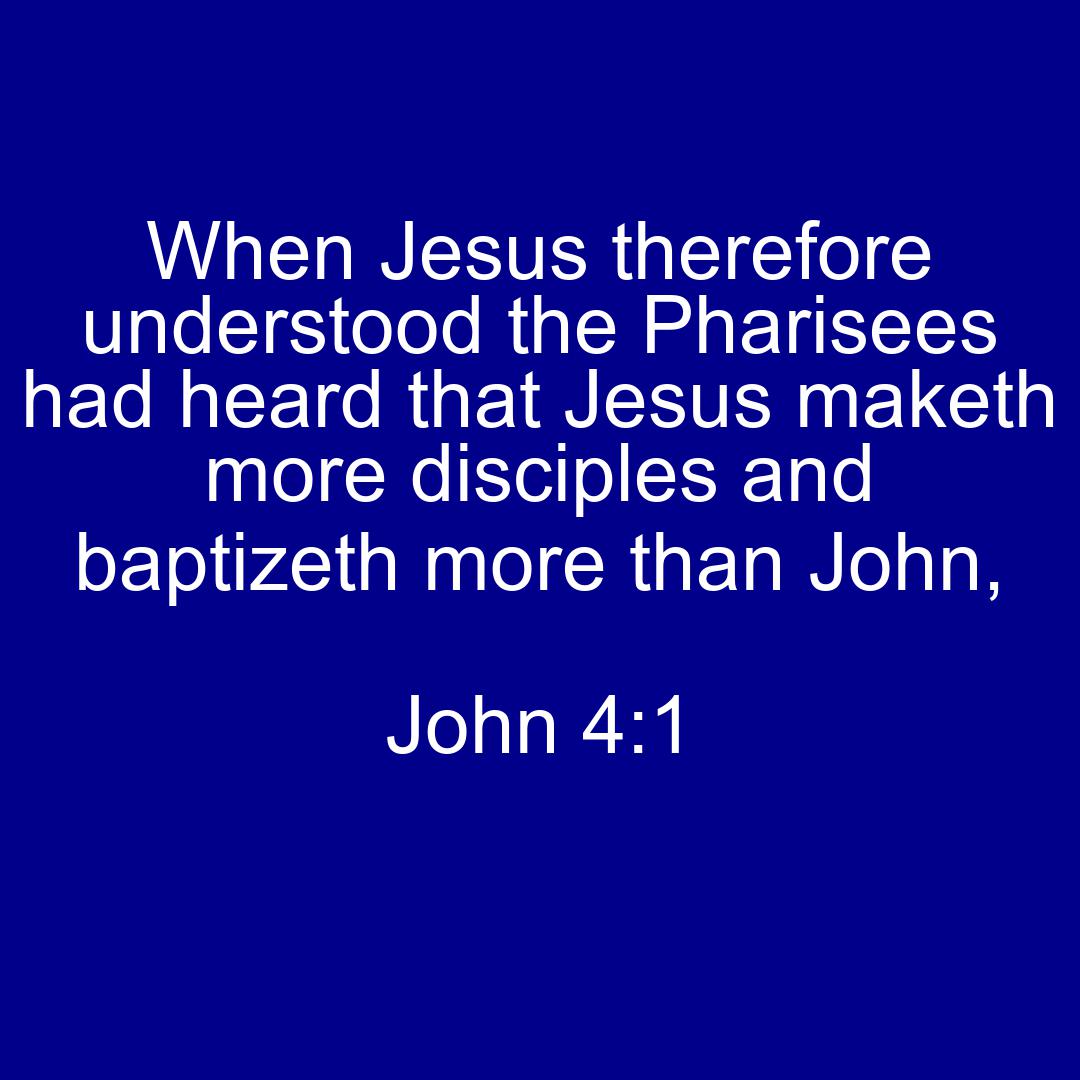 When Jesus therefore
understood the Pharisees
had heard that Jesus maketh
more disciples and
baptizeth more than John,
John 4:1